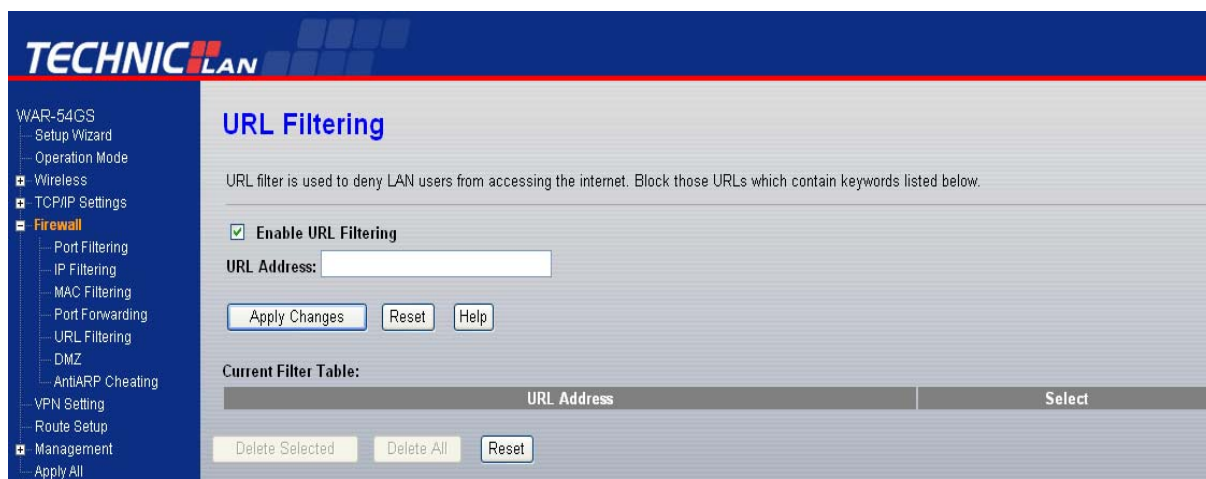 TECHNIC LAN
WAR-54GS
Setup Wizard
Operation Mode
Wireless
TCP/IP Settings
Firewall
Port Filtering
IP Filtering
MAC Filtering
Port Forwarding
URL Filtering
DMZ
AntiARP Cheating
VPN Setting
Route Setup
Management
Apply All
URL Filtering
URL filter is used to deny LAN users from accessing the internet. Block those URLs which contain keywords listed below.
Enable URL Filtering
URL Address:
Apply Changes Reset Help
Current Filter Table:
URL Address Select
Delete Selected Delete All Reset